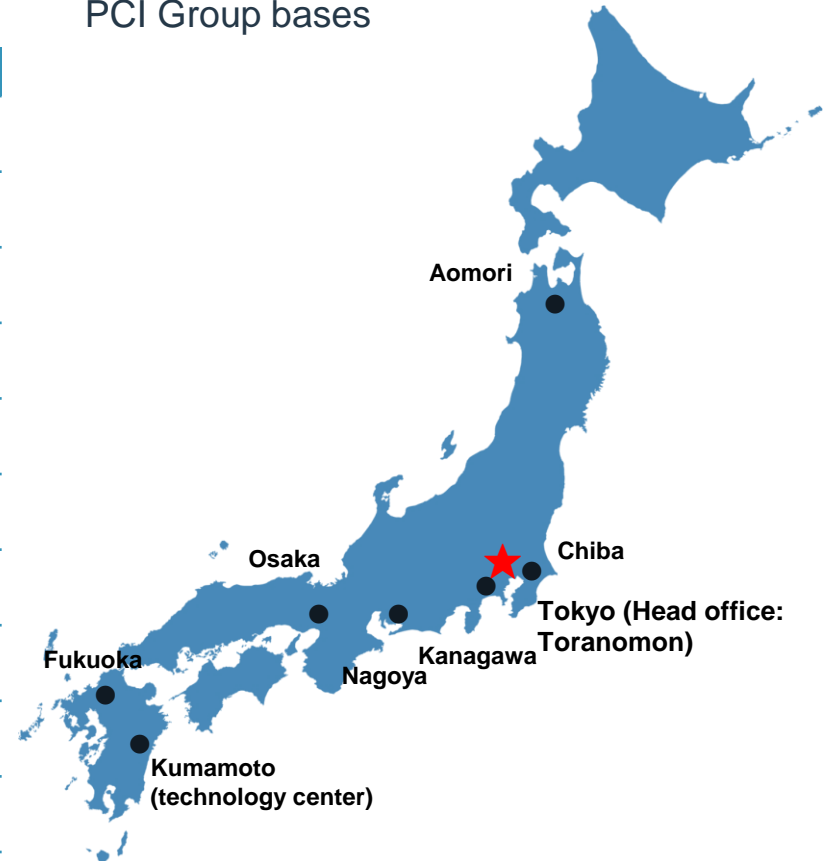 PCI Group bases
Aomori
Osaka
Chiba
Tokyo (Head office:
Toranomon)
Kanagawa
Fukuoka
Nagoya
Kumamoto
(technology center)